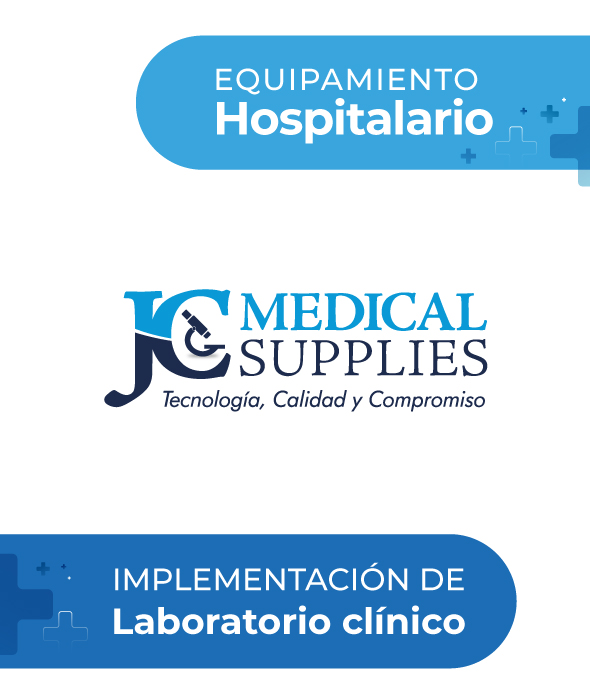 EQUIPAMIENTO
Hospitalario
JC MEDICAL
SUPPLIES
Tecnología, Calidad y Compromiso
IMPLEMENTACIÓN DE
Laboratorio clínico